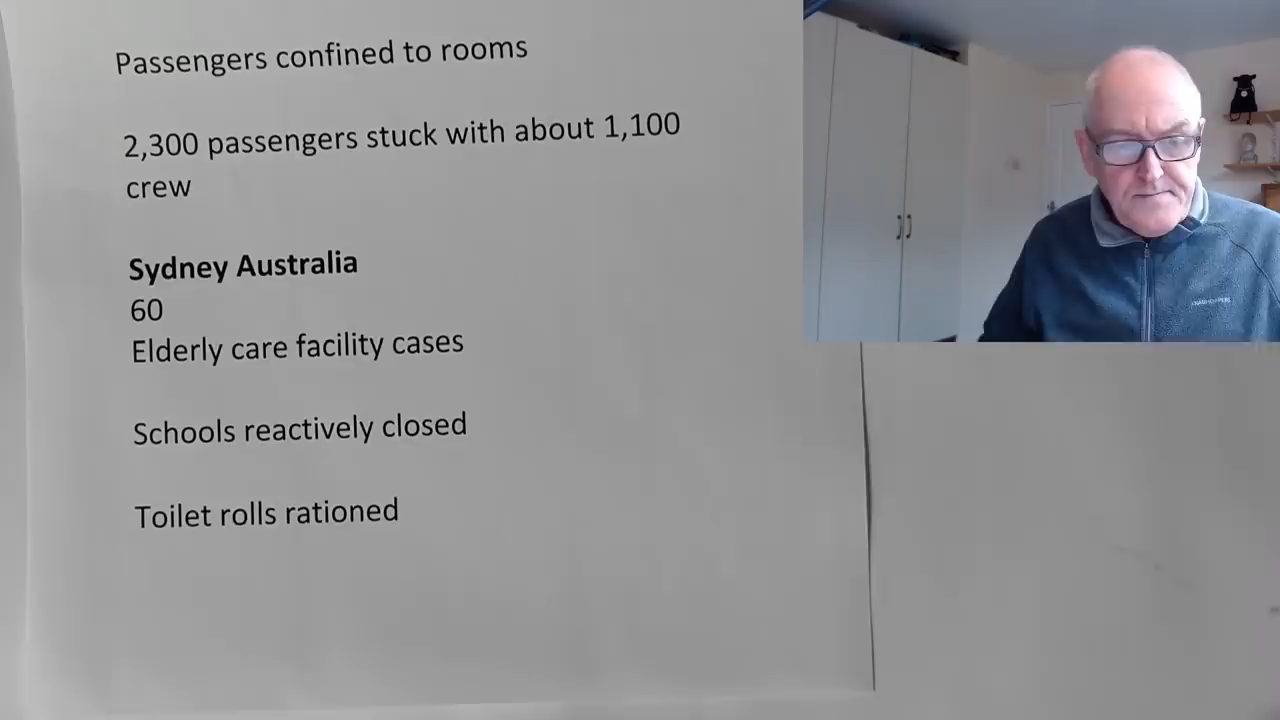 Passengers confined to rooms
2,300 passengers stuck with about 1,100
crew
Sydney Australia
60
Elderly care facility cases
Schools reactively closed
Toilet rolls rationed